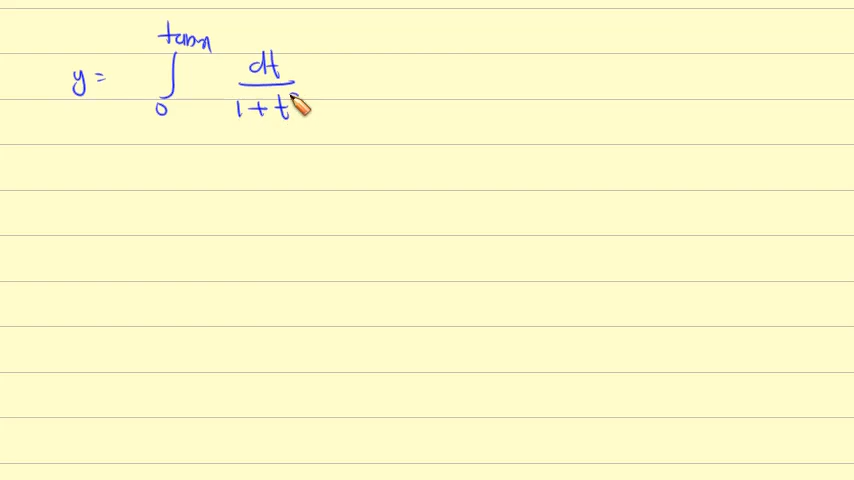 y = ∫₀^{tan x} dt / (1 + t